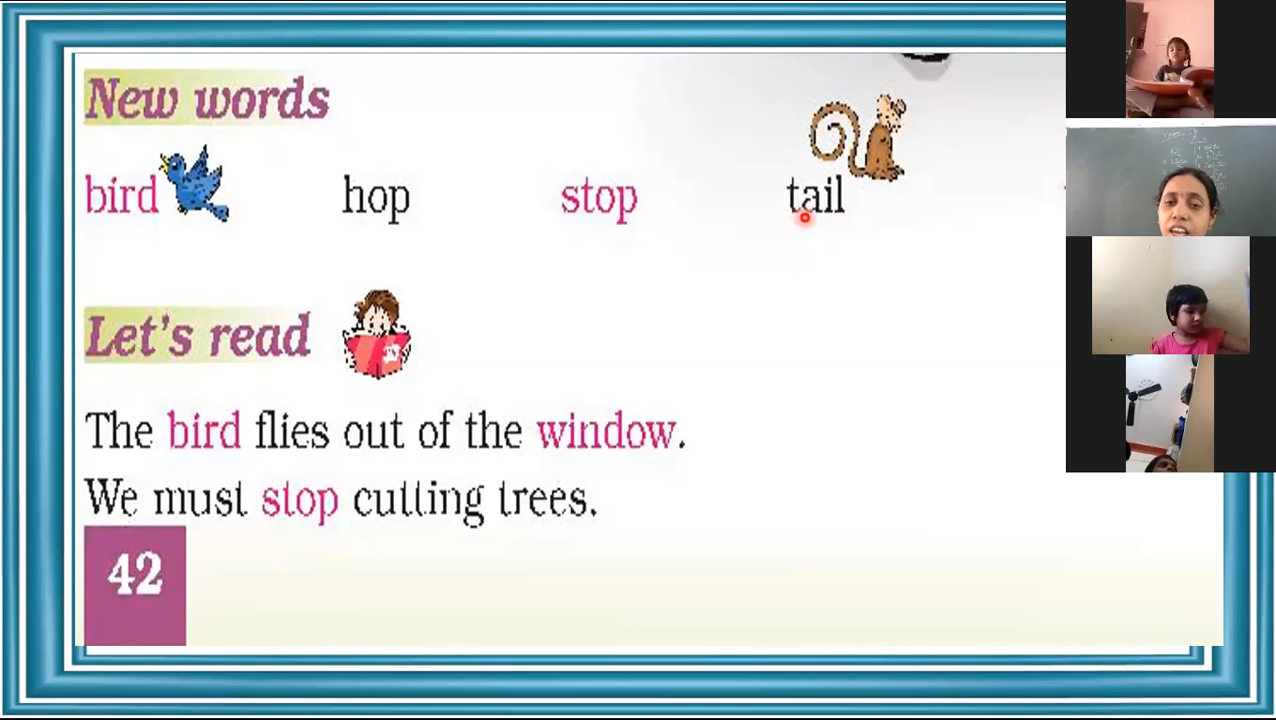 New words
bird hop stop tail
Let's read
The bird flies out of the window.
We must stop cutting trees.
42